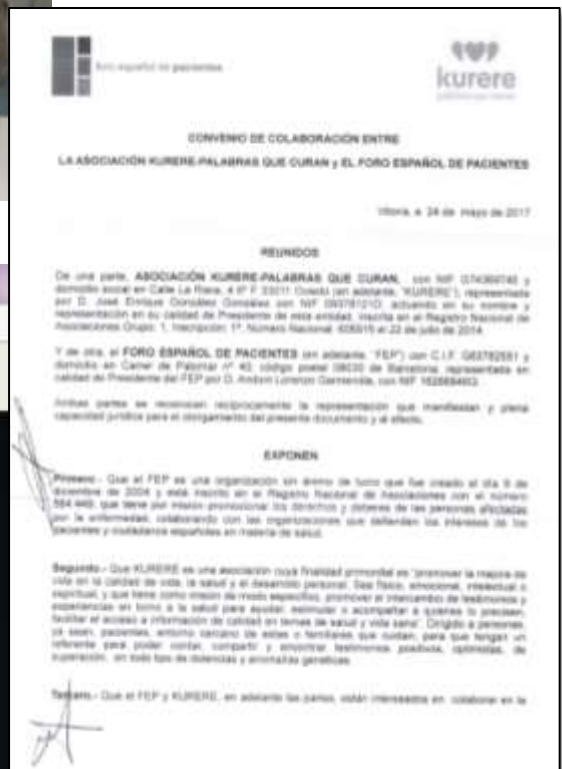 foro español de pacientes
kurere
CONVENIO DE COLABORACIÓN ENTRE
LA ASOCIACIÓN KURERE-PALABRAS QUE CURAN y EL FORO ESPAÑOL DE PACIENTES
Vitoria, a 24 de mayo de 2017
REUNIDOS
De una parte, ASOCIACIÓN KURERE-PALABRAS QUE CURAN, con NIF y
domicilio social en Calle La Riera, 4 Oviedo (en adelante, "KURERE"), representada
por D. José Enrique González González con NIF actuando en su nombre y
representación en su calidad de Presidente de esta entidad, inscrita en el Registro Nacional de
Asociaciones Grupo: 1, Inscripción: 1ª, Número Nacional: el 22 de julio de 2014.
Y de otra, el FORO ESPAÑOL DE PACIENTES (en adelante, "FEP") con C.I.F. y
domicilio en Carrer de Palomar nº 40, código postal 08030 de Barcelona, representada en
calidad de Presidente del FEP por D. Andoni Lorenzo Garmendia, con NIF
Ambas partes se reconocen recíprocamente la representación que manifiestan y plena
capacidad jurídica para el otorgamiento del presente documento y al efecto,
EXPONEN
Primero.- Que el FEP es una organización sin ánimo de lucro que fue creado el día 9 de
diciembre de 2004 y está inscrito en el Registro Nacional de Asociaciones con el número
que tiene por misión promocionar los derechos y deberes de las personas afectadas
por la enfermedad, colaborando con las organizaciones que defienden los intereses de los
pacientes y ciudadanos españoles en materia de salud.
Segundo.- Que KURERE es una asociación cuya finalidad primordial es "promover la mejora de
vida en la calidad de vida, la salud y el desarrollo personal. Sea físico, emocional, intelectual o
espiritual, y que tiene como misión de modo específico, promover el intercambio de testimonios y
experiencias en torno a la salud para ayudar, estimular o acompañar a quienes lo precisen,
facilitar el acceso a información de calidad en temas de salud y vida sana". Dirigido a personas,
ya sean, pacientes, entorno cercano de estos o familiares que cuidan, para que tengan un
referente para poder contar, compartir y encontrar testimonios positivos, optimistas, de
superación, en todo tipo de dolencias y anomalías genéticas.
Tercero.- Que el FEP y KURERE, en adelante las partes, están interesados en colaborar en la